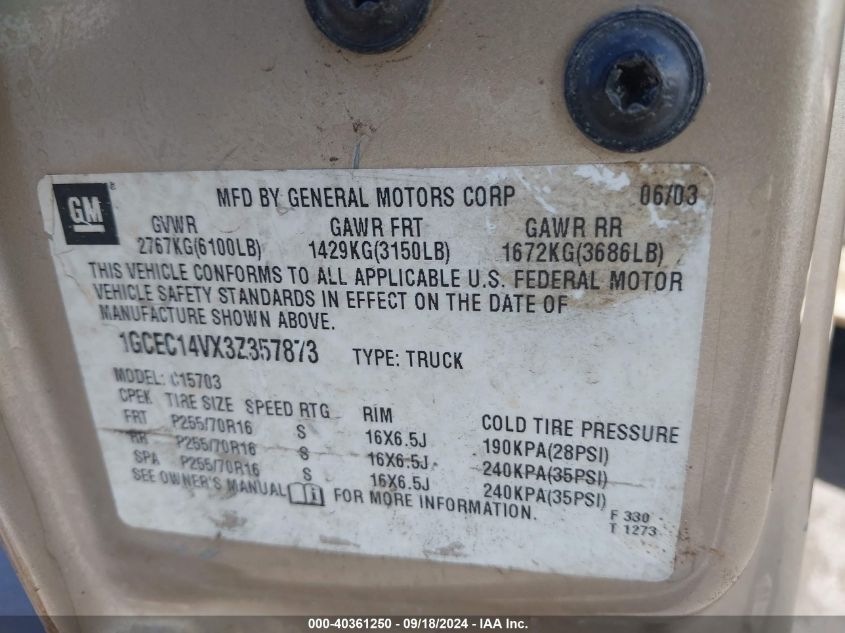 GM®
MFD BY GENERAL MOTORS CORP 06/03
GVWR GAWR FRT GAWR RR
2767KG(6100LB) 1429KG(3150LB) 1672KG(3686LB)
THIS VEHICLE CONFORMS TO ALL APPLICABLE U.S. FEDERAL MOTOR
VEHICLE SAFETY STANDARDS IN EFFECT ON THE DATE OF
MANUFACTURE SHOWN ABOVE.
1GCEC14VX3Z357873 TYPE: TRUCK
MODEL: C15703
CPEK TIRE SIZE SPEED RTG RIM COLD TIRE PRESSURE
FRT P255/70R16 S 16X6.5J 190KPA(28PSI)
RR P255/70R16 S 16X6.5J 240KPA(35PSI)
SPA P255/70R16 S 16X6.5J 240KPA(35PSI)
SEE OWNER'S MANUAL FOR MORE INFORMATION.
F 330
T 1273
000-40361250 - 09/18/2024 - IAA Inc.